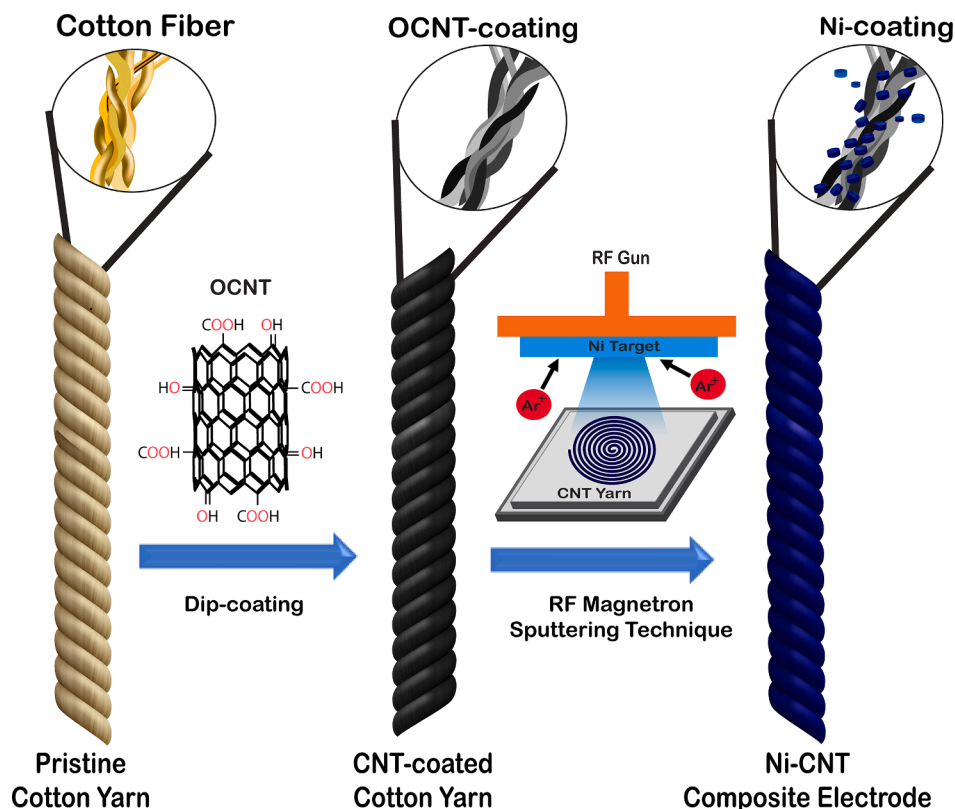 Cotton Fiber
OCNT-coating
Ni-coating
OCNT
COOH
OH
HO
COOH
COOH
OH
OH
COOH
Dip-coating
RF Gun
Ni Target
Ar+
Ar+
CNT Yarn
RF Magnetron
Sputtering Technique
Pristine
Cotton Yarn
CNT-coated
Cotton Yarn
Ni-CNT
Composite Electrode